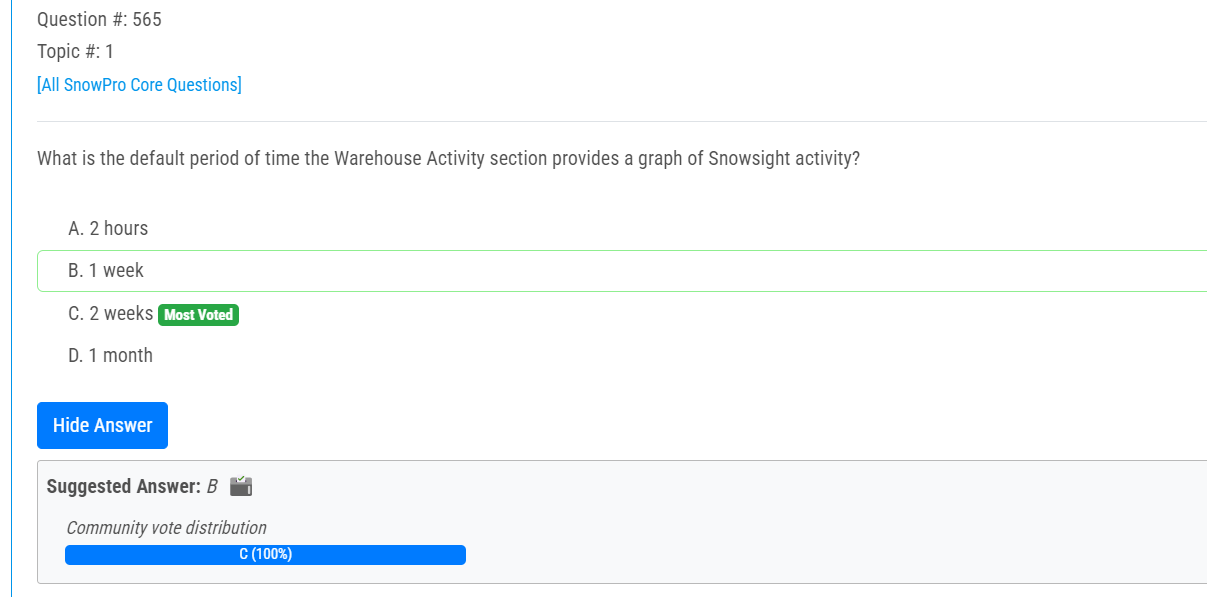 Question #: 565
Topic #: 1
[All SnowPro Core Questions]
What is the default period of time the Warehouse Activity section provides a graph of Snowsight activity?
A. 2 hours
B. 1 week
C. 2 weeks Most Voted
D. 1 month
Hide Answer
Suggested Answer: B
Community vote distribution
C (100%)